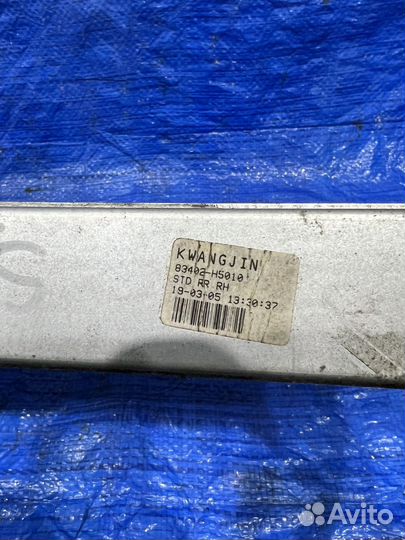 KWANGJIN
83402-H5010
STD RR RH
19-03-05 13:30:37
Avito